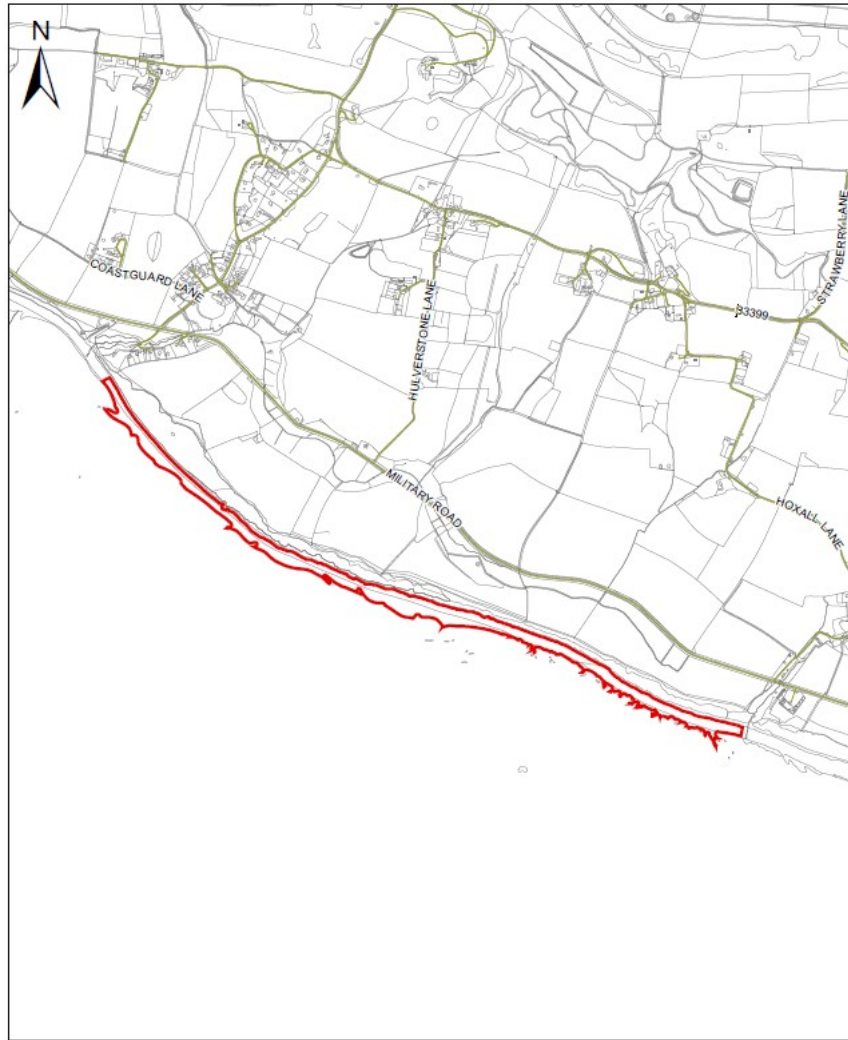 N
COASTGUARD LANE
HULVERSTONE LANE
STRAWBERRY LANE
B3399
MILITARY ROAD
HOXALL LANE